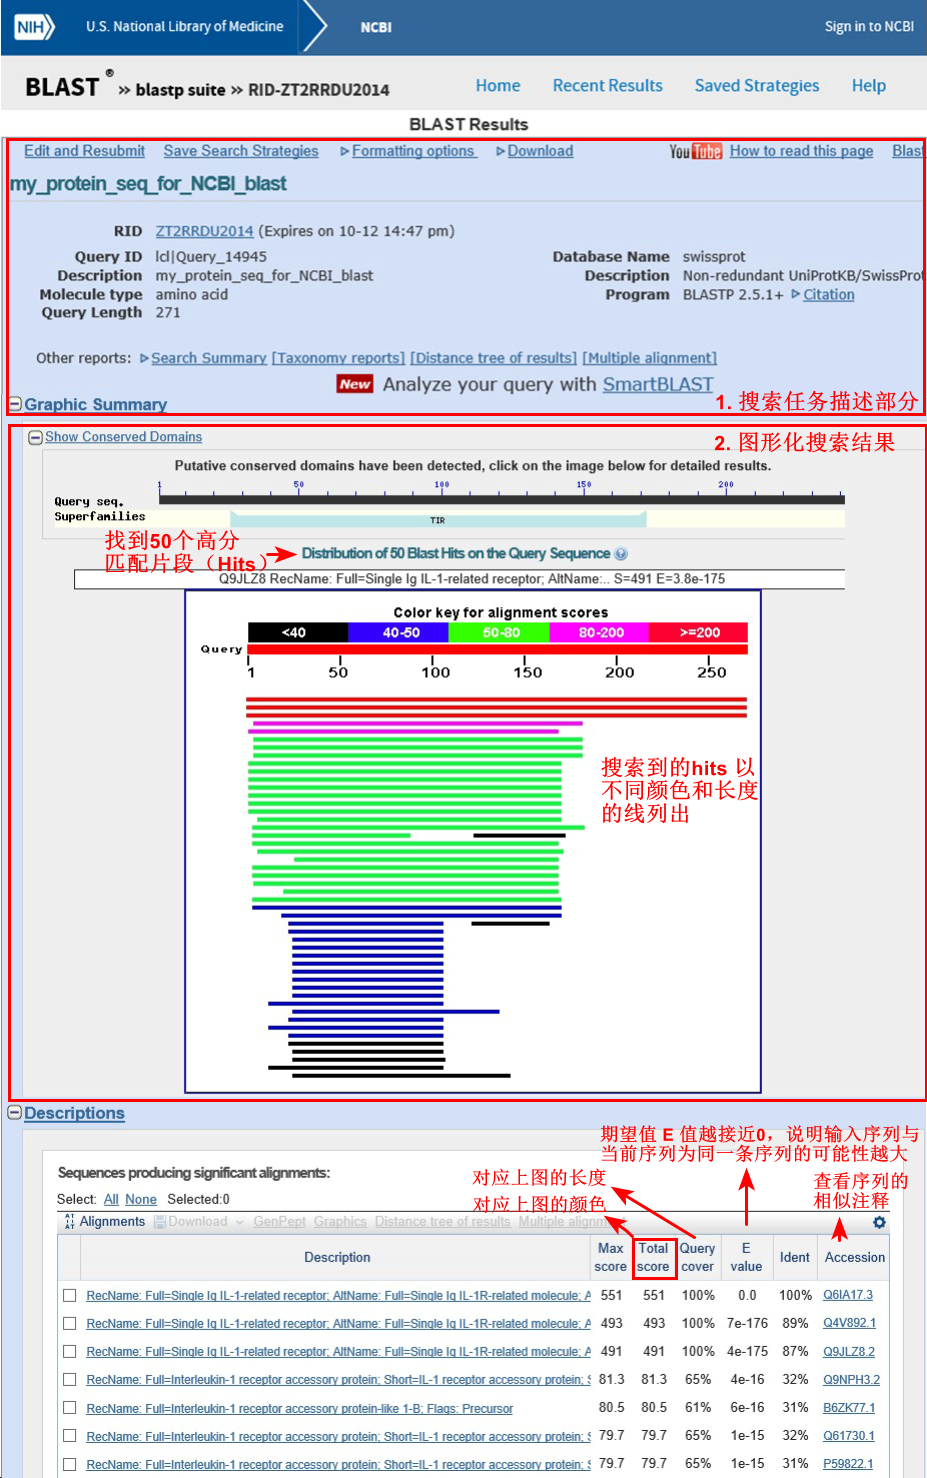 NIH U.S. National Library of Medicine NCBI Sign in to NCBI
BLAST ® » blastp suite » RID-ZT2RRDU2014 Home Recent Results Saved Strategies Help
BLAST Results
Edit and Resubmit Save Search Strategies Formatting options Download YouTube How to read this page Blast
my_protein_seq_for_NCBI_blast
RID ZT2RRDU2014 (Expires on 10-12 14:47 pm)
Query ID lcl|Query_14945 Database Name swissprot
Description my_protein_seq_for_NCBI_blast Description Non-redundant UniProtKB/SwissProt
Molecule type amino acid Program BLASTP 2.5.1+ Citation
Query Length 271
Other reports: Search Summary [Taxonomy reports] [Distance tree of results] [Multiple alignment]
New Analyze your query with SmartBLAST
Graphic Summary 1. 搜索任务描述部分
Show Conserved Domains 2. 图形化搜索结果
Putative conserved domains have been detected, click on the image below for detailed results.
1 50 100 150 200
Query seq.
Superfamilies TIR
找到50个高分
匹配片段（Hits） Distribution of 50 Blast Hits on the Query Sequence
Q9JLZ8 RecName: Full=Single Ig IL-1-related receptor; AltName:.. S=491 E=3.8e-175
Color key for alignment scores
<40 40-50 50-80 80-200 >=200
Query
1 50 100 150 200 250
搜索到的hits 以
不同颜色和长度
的线列出
Descriptions
期望值 E 值越接近0，说明输入序列与
当前序列为同一条序列的可能性越大
Sequences producing significant alignments:
对应上图的长度
查看序列的
相似注释
Select: All None Selected:0
对应上图的颜色
Alignments Download GenPept Graphics Distance tree of results Multiple alignm
Description Max score Total score Query cover E value Ident Accession
RecName: Full=Single Ig IL-1-related receptor; AltName: Full=Single Ig IL-1R-related molecule; A 551 551 100% 0.0 100% Q6IA17.3
RecName: Full=Single Ig IL-1-related receptor; AltName: Full=Single Ig IL-1R-related molecule; A 493 493 100% 7e-176 89% Q4V892.1
RecName: Full=Single Ig IL-1-related receptor; AltName: Full=Single Ig IL-1R-related molecule; A 491 491 100% 4e-175 87% Q9JLZ8.2
RecName: Full=Interleukin-1 receptor accessory protein; Short=IL-1 receptor accessory protein; S 81.3 81.3 65% 4e-16 32% Q9NPH3.2
RecName: Full=Interleukin-1 receptor accessory protein-like 1-B; Flags: Precursor 80.5 80.5 61% 6e-16 31% B6ZK77.1
RecName: Full=Interleukin-1 receptor accessory protein; Short=IL-1 receptor accessory protein; S 79.7 79.7 65% 1e-15 32% Q61730.1
RecName: Full=Interleukin-1 receptor accessory protein; Short=IL-1 receptor accessory protein; S 79.7 79.7 65% 1e-15 31% P59822.1